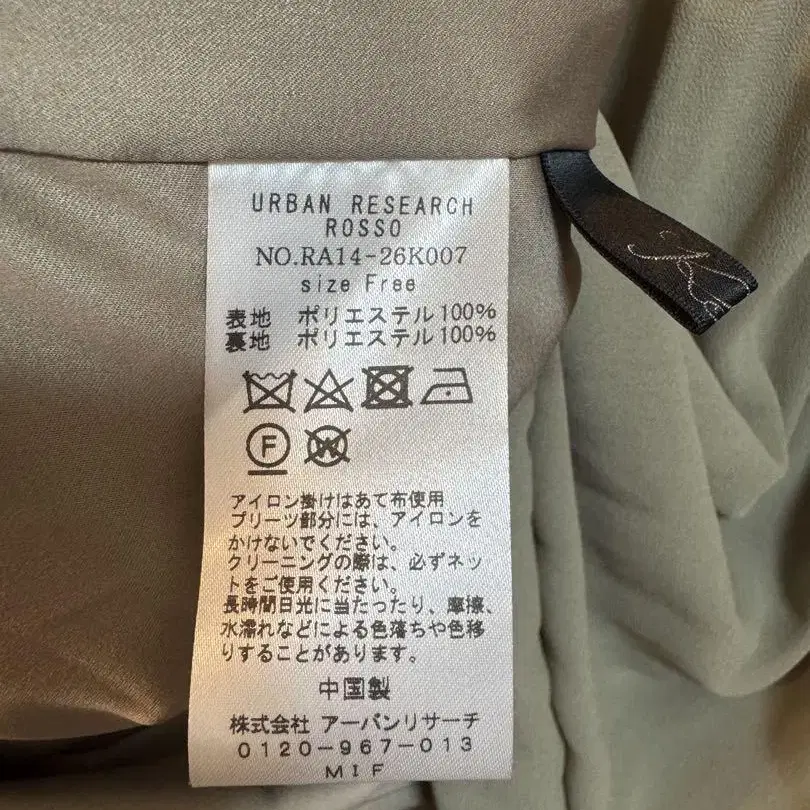 URBAN RESEARCH
ROSSO
NO.RA14-26K007
size Free
表地 ポリエステル100%
裏地 ポリエステル100%
F W
アイロン掛けはあて布使用
プリーツ部分には、アイロンを
かけないでください。
クリーニングの際は、必ずネッ
トをご使用ください。
長時間日光に当たったり、摩擦、
水濡れなどによる色落ちや色移
りすることがあります。
中国製
株式会社 アーバンリサーチ
0120-967-013
MIF